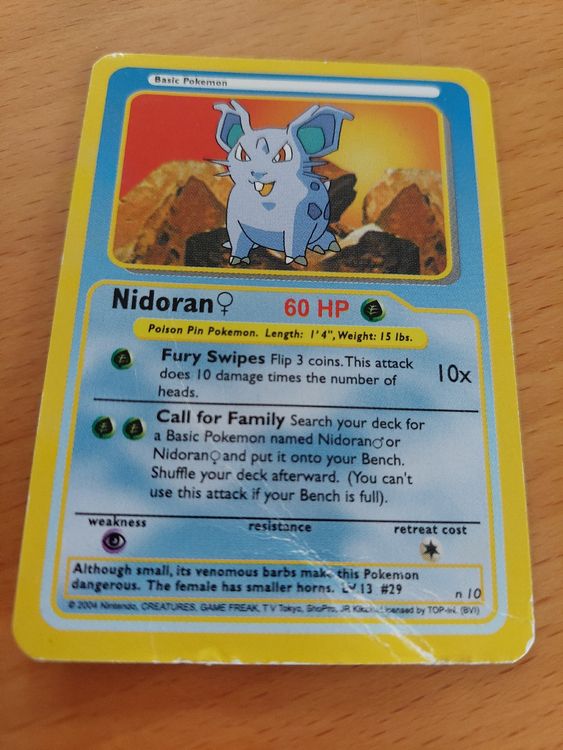 Basic Pokemon
Nidoran♀ 60 HP
Poison Pin Pokemon. Length: 1'4", Weight: 15 lbs.
Fury Swipes Flip 3 coins. This attack
does 10 damage times the number of
heads.
10x
Call for Family Search your deck for
a Basic Pokemon named Nidoran♂ or
Nidoran♀ and put it onto your Bench.
Shuffle your deck afterward. (You can't
use this attack if your Bench is full).
weakness resistance retreat cost
Although small, its venomous barbs make this Pokemon
dangerous. The female has smaller horns. LV 13 #29 n 10
© 2004 Nintendo, CREATURES, GAME FREAK, TV Tokyo, ShoPro, JR Licensed by TOP-Int. (BVI)